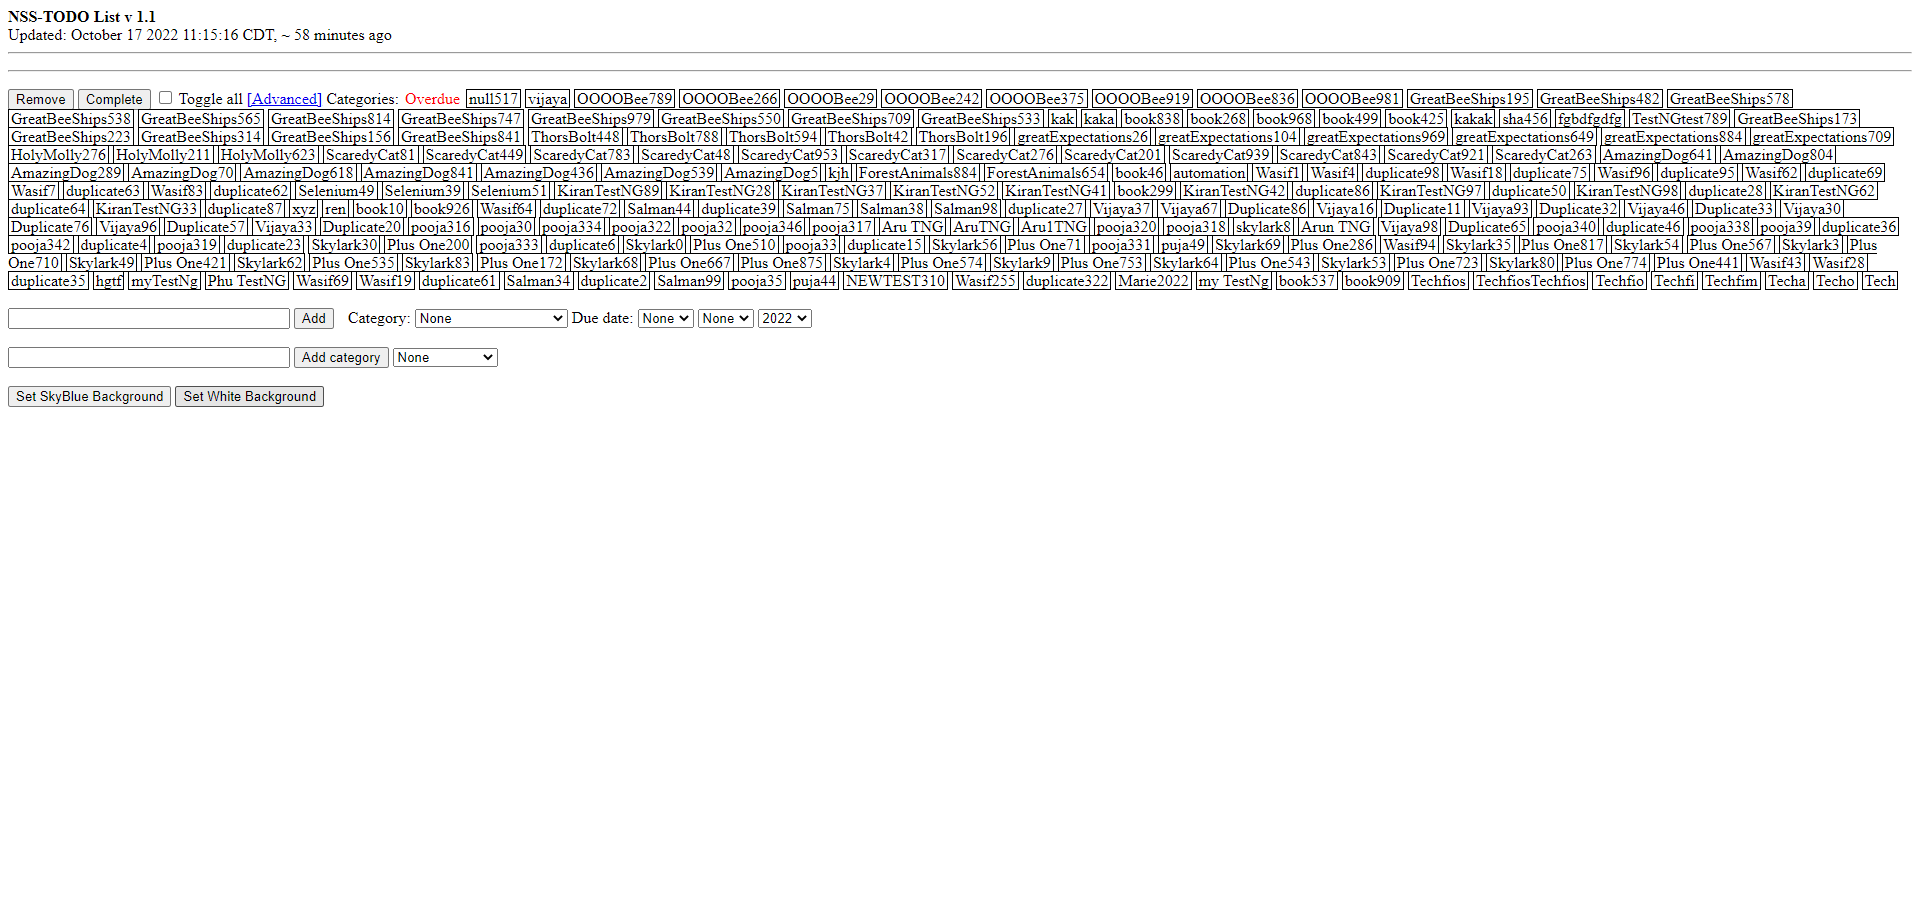 NSS-TODO List v 1.1
Updated: October 17 2022 11:15:16 CDT, ~ 58 minutes ago
Remove Complete Toggle all [Advanced] Categories: Overdue null517 vijaya OOOOBee789 OOOOBee266 OOOOBee29 OOOOBee242 OOOOBee375 OOOOBee919 OOOOBee836 OOOOBee981 GreatBeeShips195 GreatBeeShips482 GreatBeeShips578
GreatBeeShips538 GreatBeeShips565 GreatBeeShips814 GreatBeeShips747 GreatBeeShips979 GreatBeeShips550 GreatBeeShips709 GreatBeeShips533 kak kaka book838 book268 book968 book499 book425 kakak sha456 fgbdfgdfg TestNGtest789 GreatBeeShips173
GreatBeeShips223 GreatBeeShips314 GreatBeeShips156 GreatBeeShips841 ThorsBolt448 ThorsBolt788 ThorsBolt594 ThorsBolt42 ThorsBolt196 greatExpectations26 greatExpectations104 greatExpectations969 greatExpectations649 greatExpectations884 greatExpectations709
HolyMolly276 HolyMolly211 HolyMolly623 ScaredyCat81 ScaredyCat449 ScaredyCat783 ScaredyCat48 ScaredyCat953 ScaredyCat317 ScaredyCat276 ScaredyCat201 ScaredyCat939 ScaredyCat843 ScaredyCat921 ScaredyCat263 AmazingDog641 AmazingDog804
AmazingDog289 AmazingDog70 AmazingDog618 AmazingDog841 AmazingDog436 AmazingDog539 AmazingDog5 kjh ForestAnimals884 ForestAnimals654 book46 automation Wasif1 Wasif4 duplicate98 Wasif18 duplicate75 Wasif96 duplicate95 Wasif62 duplicate69
Wasif7 duplicate63 Wasif83 duplicate62 Selenium49 Selenium39 Selenium51 KiranTestNG89 KiranTestNG28 KiranTestNG37 KiranTestNG52 KiranTestNG41 book299 KiranTestNG42 duplicate86 KiranTestNG97 duplicate50 KiranTestNG98 duplicate28 KiranTestNG62
duplicate64 KiranTestNG33 duplicate87 xyz ren book10 book926 Wasif64 duplicate72 Salman44 duplicate39 Salman75 Salman38 Salman98 duplicate27 Vijaya37 Vijaya67 Duplicate86 Vijaya16 Duplicate11 Vijaya93 Duplicate32 Vijaya46 Duplicate33 Vijaya30
Duplicate76 Vijaya96 Duplicate57 Vijaya33 Duplicate20 pooja316 pooja30 pooja334 pooja322 pooja32 pooja346 pooja317 Aru TNG AruTNG Aru1TNG pooja320 pooja318 skylark8 Arun TNG Vijaya98 Duplicate65 pooja340 duplicate46 pooja338 pooja39 duplicate36
pooja342 duplicate4 pooja319 duplicate23 Skylark30 Plus One200 pooja333 duplicate6 Skylark0 Plus One510 pooja33 duplicate15 Skylark56 Plus One71 pooja331 puja49 Skylark69 Plus One286 Wasif94 Skylark35 Plus One817 Skylark54 Plus One567 Skylark3 Plus
One710 Skylark49 Plus One421 Skylark62 Plus One535 Skylark83 Plus One172 Skylark68 Plus One667 Plus One875 Skylark4 Plus One574 Skylark9 Plus One753 Skylark64 Plus One543 Skylark53 Plus One723 Skylark80 Plus One774 Plus One441 Wasif43 Wasif28
duplicate35 hgtf myTestNg Phu TestNG Wasif69 Wasif19 duplicate61 Salman34 duplicate2 Salman99 pooja35 puja44 NEWTEST310 Wasif255 duplicate322 Marie2022 my TestNg book537 book909 Techfios TechfiosTechfios Techfio Techfi Techfim Techa Techo Tech
Add Category: None Due date: None None 2022
Add category None
Set SkyBlue Background Set White Background